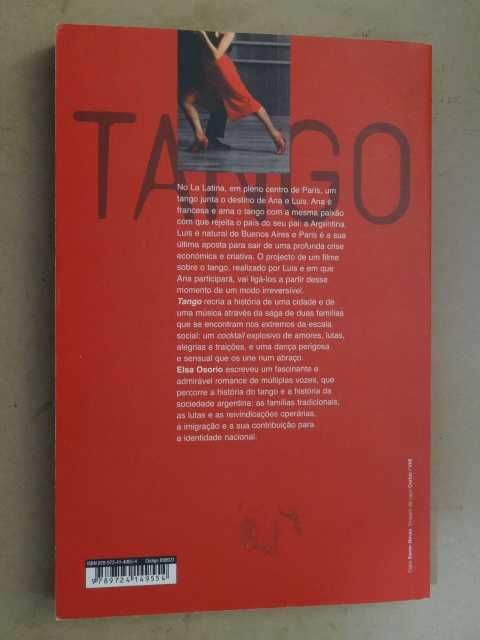 TANGO
No La Latina, em pleno centro de Paris, um
tango junta o destino de Ana e Luis. Ana é
francesa e ama o tango com a mesma paixão
com que rejeita o país do seu pai: a Argentina.
Luis é natural de Buenos Aires e Paris é a sua
última aposta para sair de uma profunda crise
económica e criativa. O projecto de um filme
sobre o tango, realizado por Luis e em que
Ana participará, vai ligá-los a partir desse
momento de um modo irreversível.
Tango recria a história de uma cidade e de
uma música através da saga de duas famílias
que se encontram nos extremos da escala
social: um cocktail explosivo de amores, lutas,
alegrias e traições, e uma dança perigosa
e sensual que os une num abraço.
Elsa Osorio escreveu um fascinante e
admirável romance de múltiplas vozes, que
percorre a história do tango e a história da
sociedade argentina: as famílias tradicionais,
as lutas e as reivindicações operárias,
a imigração e a sua contribuição para
a identidade nacional.
9 789724 149554